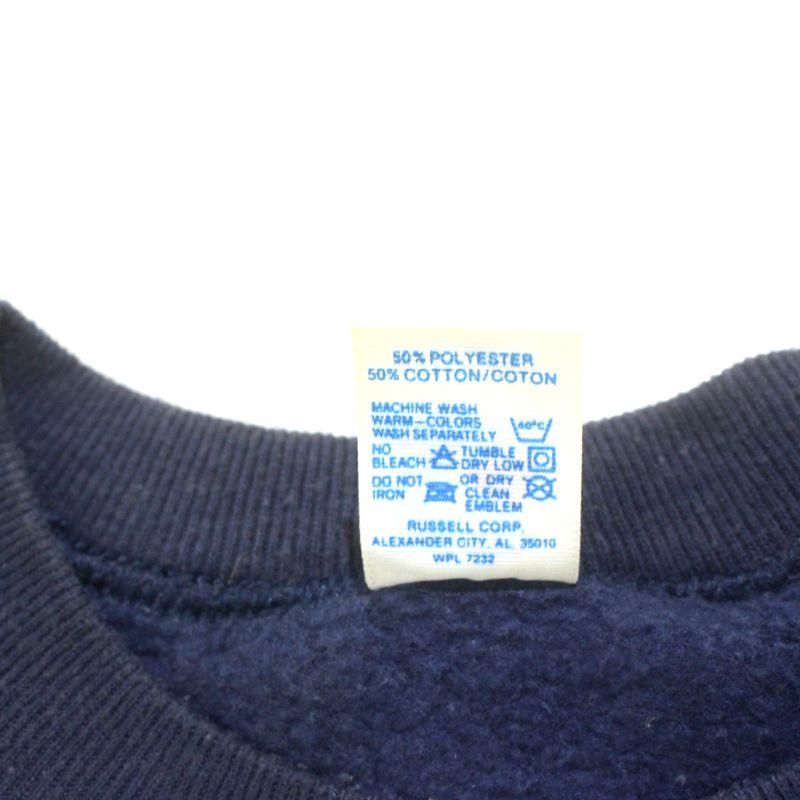 50% POLYESTER
50% COTTON/COTON
MACHINE WASH
WARM-COLORS
WASH SEPARATELY
40°C
NO
BLEACH
TUMBLE
DRY LOW
DO NOT
IRON
OR DRY
CLEAN
EMBLEM
RUSSELL CORP.
ALEXANDER CITY, AL. 35010
WPL 7232